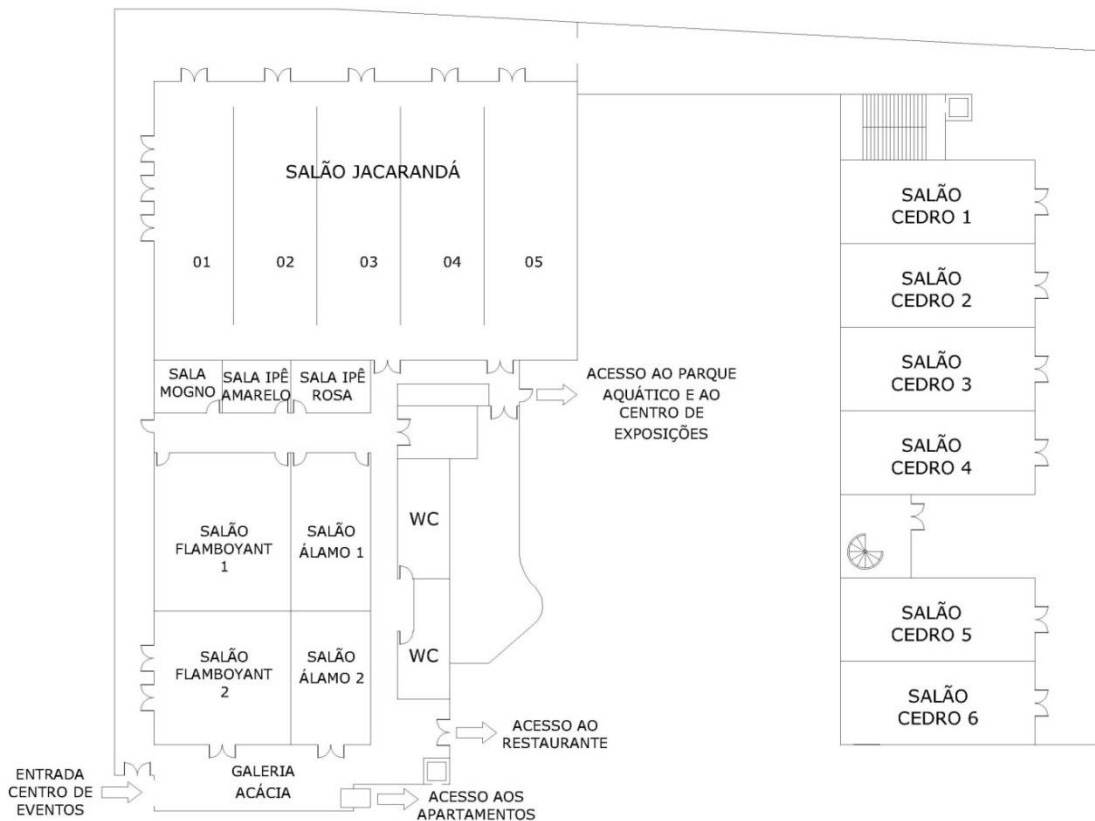 SALÃO JACARANDÁ
01
02
03
04
05
SALA
MOGNO
SALA IPÊ
AMARELO
SALA IPÊ
ROSA
ACESSO AO PARQUE
AQUÁTICO E AO
CENTRO DE
EXPOSIÇÕES
SALÃO
FLAMBOYANT
1
SALÃO
ÁLAMO 1
WC
SALÃO
FLAMBOYANT
2
SALÃO
ÁLAMO 2
WC
ACESSO AO
RESTAURANTE
ENTRADA
CENTRO DE
EVENTOS
GALERIA
ACÁCIA
ACESSO AOS
APARTAMENTOS
SALÃO
CEDRO 1
SALÃO
CEDRO 2
SALÃO
CEDRO 3
SALÃO
CEDRO 4
SALÃO
CEDRO 5
SALÃO
CEDRO 6